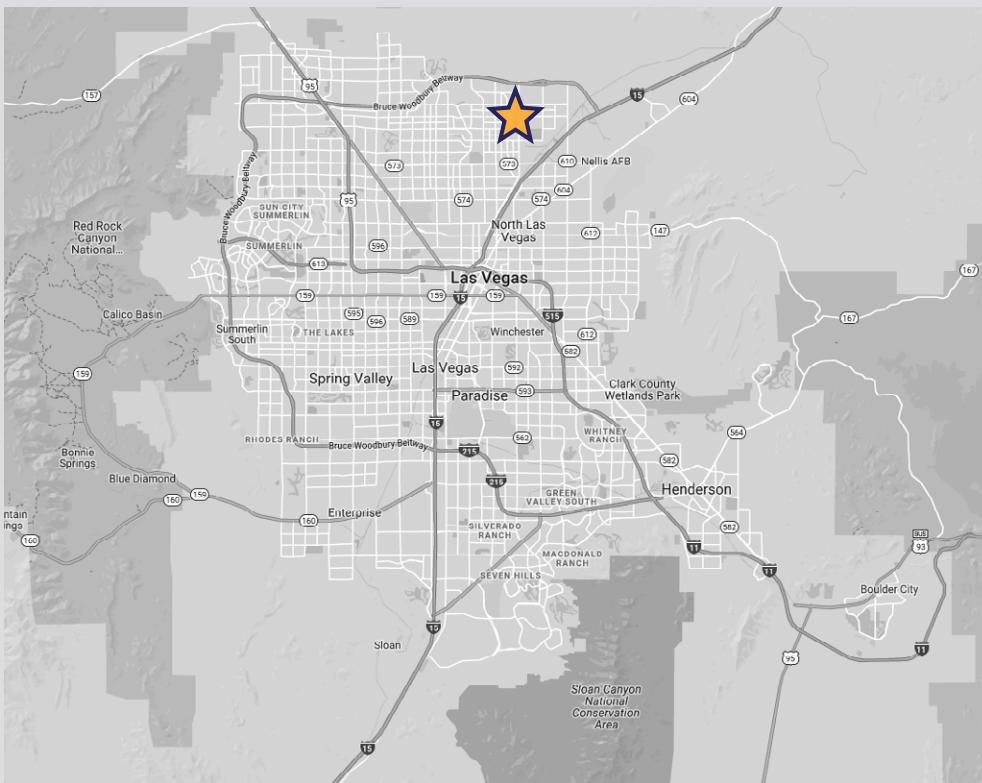 95
Bruce Woodbury Beltway
15
157
604
573
573
610
Nellis AFB
Bruce Woodbury Beltway
604
95
574
574
SUN CITY
SUMMERLIN
Red Rock
Canyon
National...
North Las
Vegas
612
147
SUMMERLIN
596
613
Las Vegas
167
159
159
15
159
Calico Basin
595
596
589
515
167
Summerlin
South
THE LAKES
Winchester
612
582
Las Vegas
592
159
Spring Valley
Paradise
593
Clark County
Wetlands Park
15
564
RHODES RANCH
Bruce Woodbury Beltway
562
WHITNEY
RANCH
215
Bonnie
Springs
582
Blue Diamond
215
160
159
GREEN
VALLEY SOUTH
Henderson
ntain
ings
160
Enterprise
160
SILVERADO
RANCH
582
BUS
93
11
MACDONALD
RANCH
SEVEN HILLS
11
Boulder City
15
Sloan
11
95
Sloan Canyon
National
Conservation
Area
15